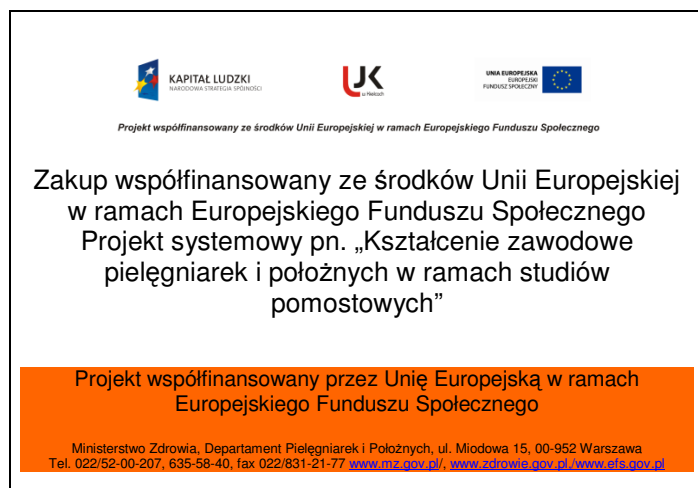 KAPITAŁ LUDZKI
NARODOWA STRATEGIA SPÓJNOŚCI
UJK
w Kielcach
UNIA EUROPEJSKA
EUROPEJSKI
FUNDUSZ SPOŁECZNY
Projekt współfinansowany ze środków Unii Europejskiej w ramach Europejskiego Funduszu Społecznego
Zakup współfinansowany ze środków Unii Europejskiej
w ramach Europejskiego Funduszu Społecznego
Projekt systemowy pn. „Kształcenie zawodowe
pielęgniarek i położnych w ramach studiów
pomostowych”
Projekt współfinansowany przez Unię Europejską w ramach
Europejskiego Funduszu Społecznego
Ministerstwo Zdrowia, Departament Pielęgniarek i Położnych, ul. Miodowa 15, 00-952 Warszawa
Tel. 022/52-00-207, 635-58-40, fax 022/831-21-77 www.mz.gov.pl/, www.zdrowie.gov.pl./www.efs.gov.pl